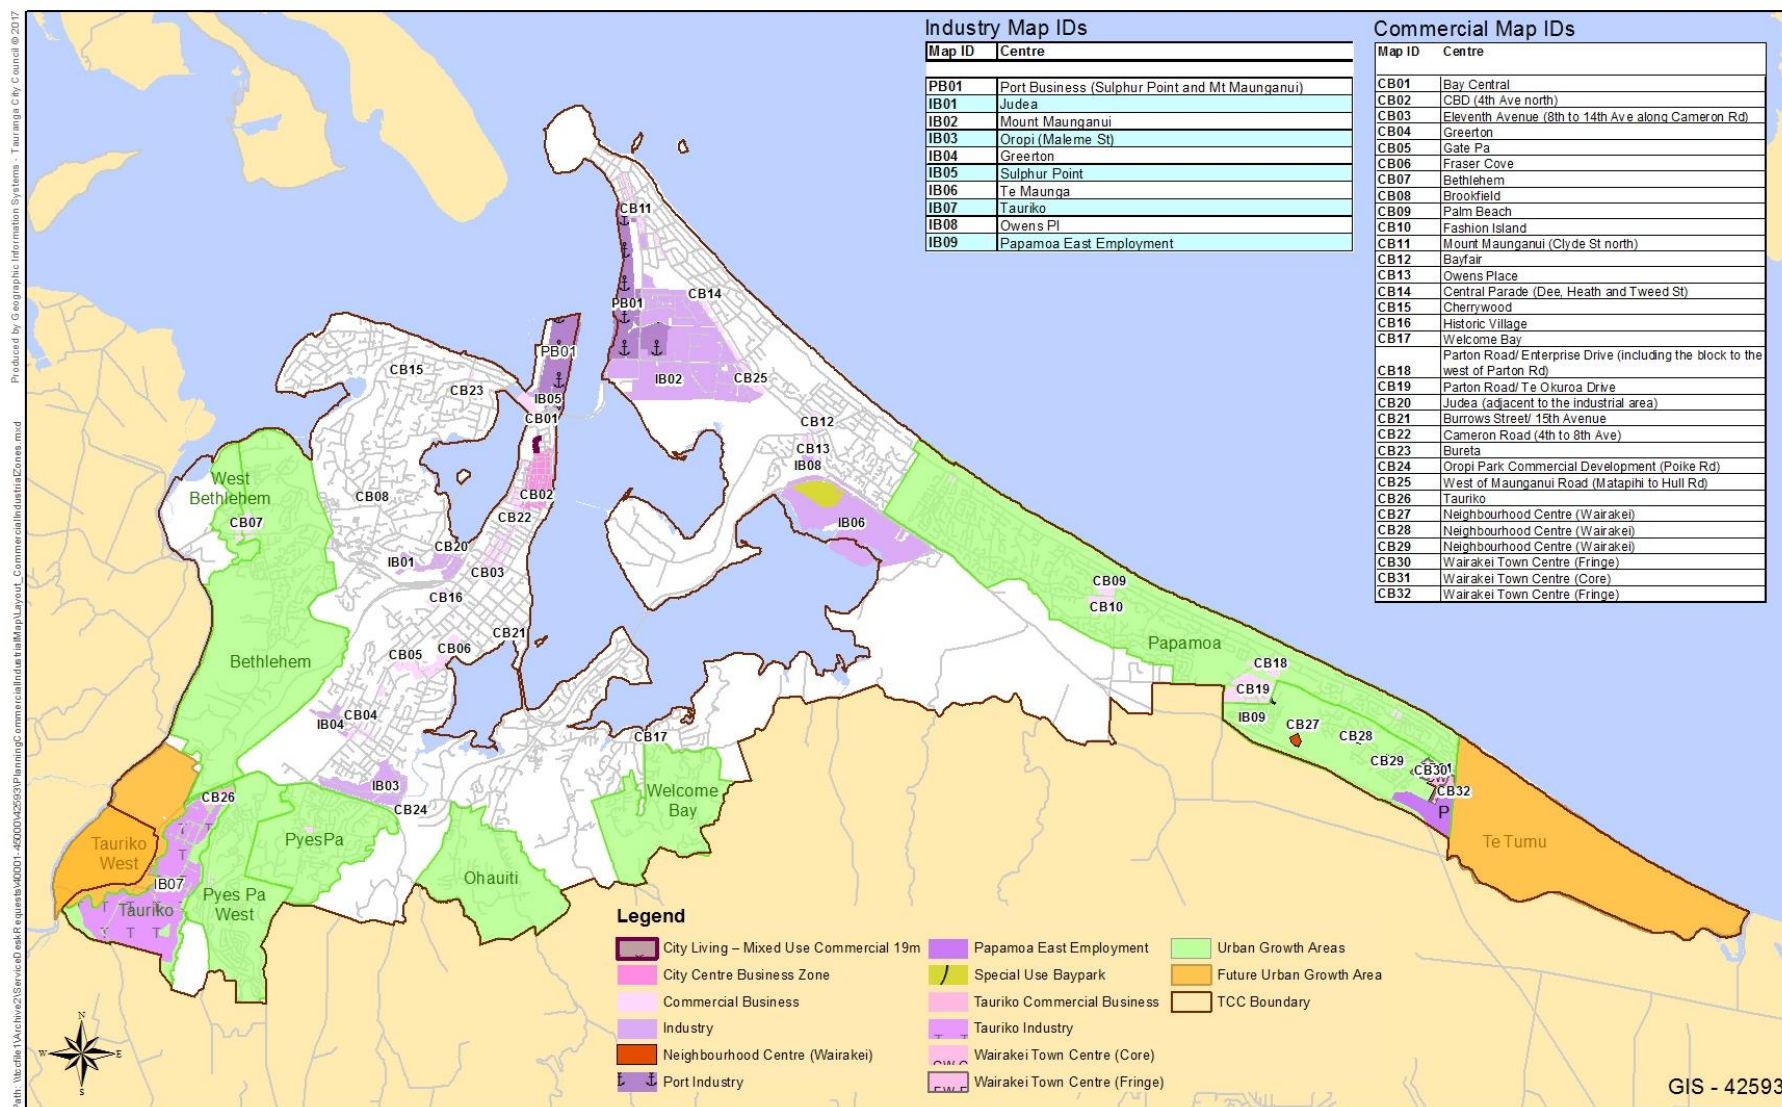 Industry Map IDs
Map ID Centre
PB01 Port Business (Sulphur Point and Mt Maunganui)
IB01 Judea
IB02 Mount Maunganui
IB03 Oropi (Maleme St)
IB04 Greerton
IB05 Sulphur Point
IB06 Te Maunga
IB07 Tauriko
IB08 Owens Pl
IB09 Papamoa East Employment
Commercial Map IDs
Map ID Centre
CB01 Bay Central
CB02 CBD (4th Ave north)
CB03 Eleventh Avenue (8th to 14th Ave along Cameron Rd)
CB04 Greerton
CB05 Gate Pa
CB06 Fraser Cove
CB07 Bethlehem
CB08 Brookfield
CB09 Palm Beach
CB10 Fashion Island
CB11 Mount Maunganui (Clyde St north)
CB12 Bayfair
CB13 Owens Place
CB14 Central Parade (Dee, Heath and Tweed St)
CB15 Cherrywood
CB16 Historic Village
CB17 Welcome Bay
Parton Road/ Enterprise Drive (including the block to the
CB18 west of Parton Rd)
CB19 Parton Road/ Te Okuroa Drive
CB20 Judea (adjacent to the industrial area)
CB21 Burrows Street/ 15th Avenue
CB22 Cameron Road (4th to 8th Ave)
CB23 Bureta
CB24 Oropi Park Commercial Development (Poike Rd)
CB25 West of Maunganui Road (Matapihi to Hull Rd)
CB26 Tauriko
CB27 Neighbourhood Centre (Wairakei)
CB28 Neighbourhood Centre (Wairakei)
CB29 Neighbourhood Centre (Wairakei)
CB30 Wairakei Town Centre (Fringe)
CB31 Wairakei Town Centre (Core)
CB32 Wairakei Town Centre (Fringe)
CB11
CB14
PB01
PB01
IB02
CB25
CB15
CB23
IB05
CB01
CB12
CB13
IB08
West
Bethlehem
CB07
CB08
CB02
CB22
IB06
CB20
IB01
CB03
CB16
CB09
CB10
CB21
CB06
CB05
Bethlehem
Papamoa
CB18
CB19
IB04
CB04
IB09
CB27
CB28
CB17
CB29
CB30
CB32
P
IB03
CB24
CB26
Welcome
Bay
Pyes Pa
Tauriko
West
IB07
Tauriko
Pyes Pa
West
Ohauiti
Te Tumu
Legend
City Living – Mixed Use Commercial 19m
City Centre Business Zone
Commercial Business
Industry
Neighbourhood Centre (Wairakei)
Port Industry
Papamoa East Employment
Special Use Baypark
Tauriko Commercial Business
Tauriko Industry
Wairakei Town Centre (Core)
Wairakei Town Centre (Fringe)
Urban Growth Areas
Future Urban Growth Area
TCC Boundary
N
W E
S
GIS - 42593
Produced by Geographic Information Systems - Tauranga City Council © 2017